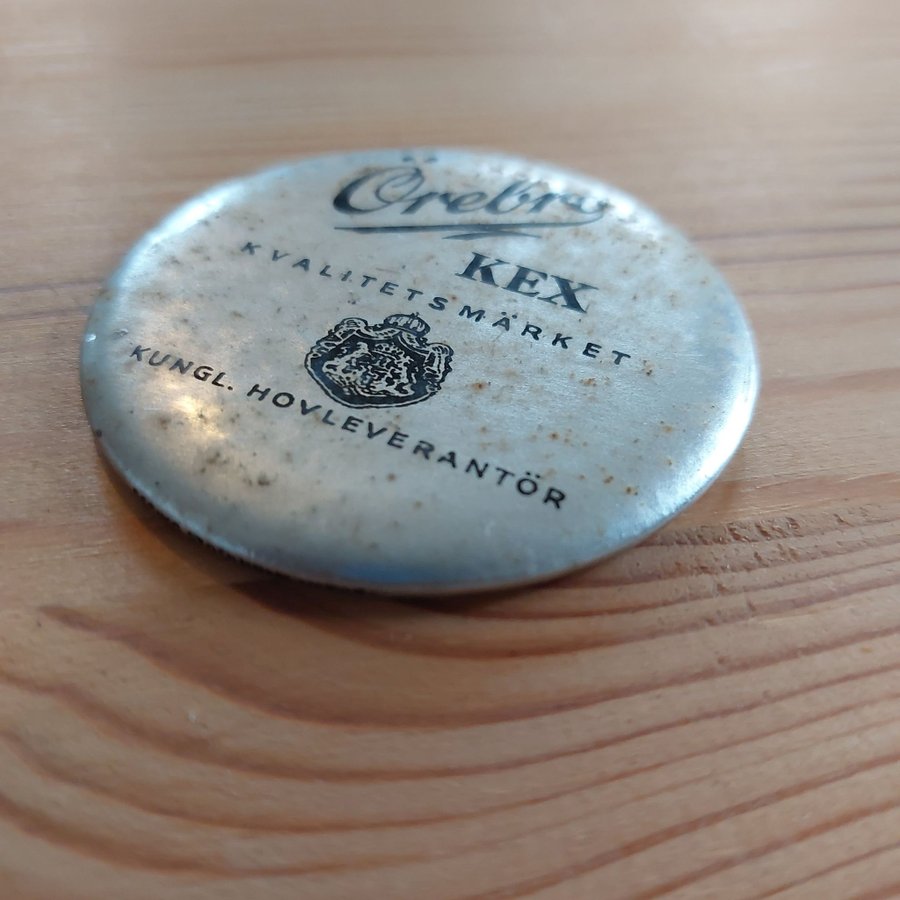 Örebro
KEX
KVALITETSMÄRKET
KUNGL. HOVLEVERANTÖR